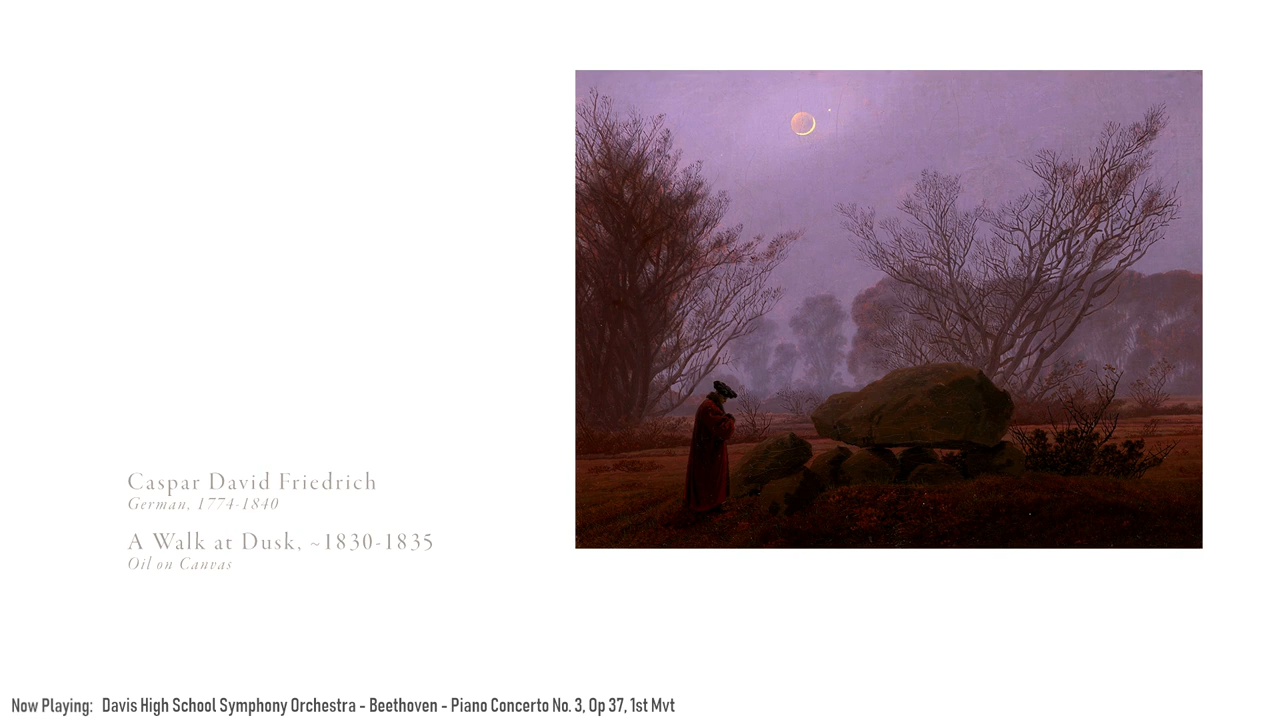 Caspar David Friedrich
German, 1774-1840
A Walk at Dusk, ~1830-1835
Oil on Canvas
Now Playing: Davis High School Symphony Orchestra - Beethoven - Piano Concerto No. 3, Op 37, 1st Mvt